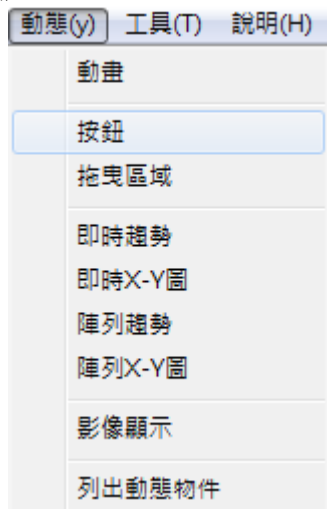 動態(y) 工具(T) 說明(H)
動畫
按鈕
拖曳區域
即時趨勢
即時X-Y圖
陣列趨勢
陣列X-Y圖
影像顯示
列出動態物件